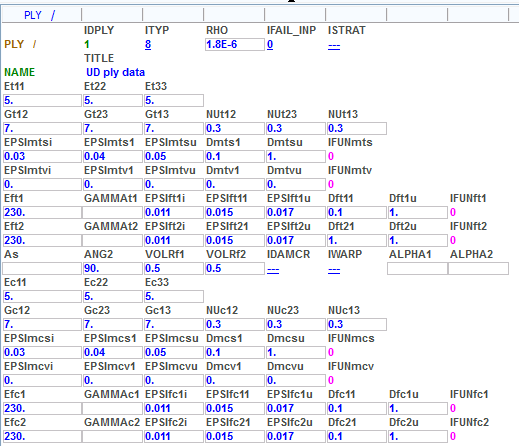 PLY /
IDPLY ITYP RHO IFAIL_INP ISTRAT
PLY / 1 8 1.8E-6 0 ---
TITLE
NAME UD ply data
Et11 Et22 Et33
5. 5. 5.
Gt12 Gt23 Gt13 NUt12 NUt23 NUt13
7. 7. 7. 0.3 0.3 0.3
EPSImtsi EPSImts1 EPSImtsu Dmts1 Dmtsu IFUNmts
0.03 0.04 0.05 0.1 1. 0
EPSImtvi EPSImtv1 EPSImtvu Dmtv1 Dmtvu IFUNmtv
0. 0. 0. 0. 0. 0
Eft1 GAMMAt1 EPSIft1i EPSIft11 EPSIft1u Dft11 Dft1u IFUNft1
230. 0.011 0.015 0.017 0.1 1. 0
Eft2 GAMMAt2 EPSIft2i EPSIft21 EPSIft2u Dft21 Dft2u IFUNft2
230. 0.011 0.015 0.017 1. 1. 0
As ANG2 VOLRf1 VOLRf2 IDAMCR IWARP ALPHA1 ALPHA2
90. 0.5 0.5 --- ---
Ec11 Ec22 Ec33
5. 5. 5.
Gc12 Gc23 Gc13 NUc12 NUc23 NUc13
7. 7. 7. 0.3 0.3 0.3
EPSImcsi EPSImcs1 EPSImcsu Dmcs1 Dmcsu IFUNmcs
0.03 0.04 0.05 0.1 1. 0
EPSImcvi EPSImcv1 EPSImcvu Dmcv1 Dmcvu IFUNmcv
0. 0. 0. 0. 0. 0
Efc1 GAMMAc1 EPSIfc1i EPSIfc11 EPSIfc1u Dfc11 Dfc1u IFUNfc1
230. 0.011 0.015 0.017 0.1 1. 0
Efc2 GAMMAc2 EPSIfc2i EPSIfc21 EPSIfc2u Dfc21 Dfc2u IFUNfc2
230. 0.011 0.015 0.017 0.1 1. 0